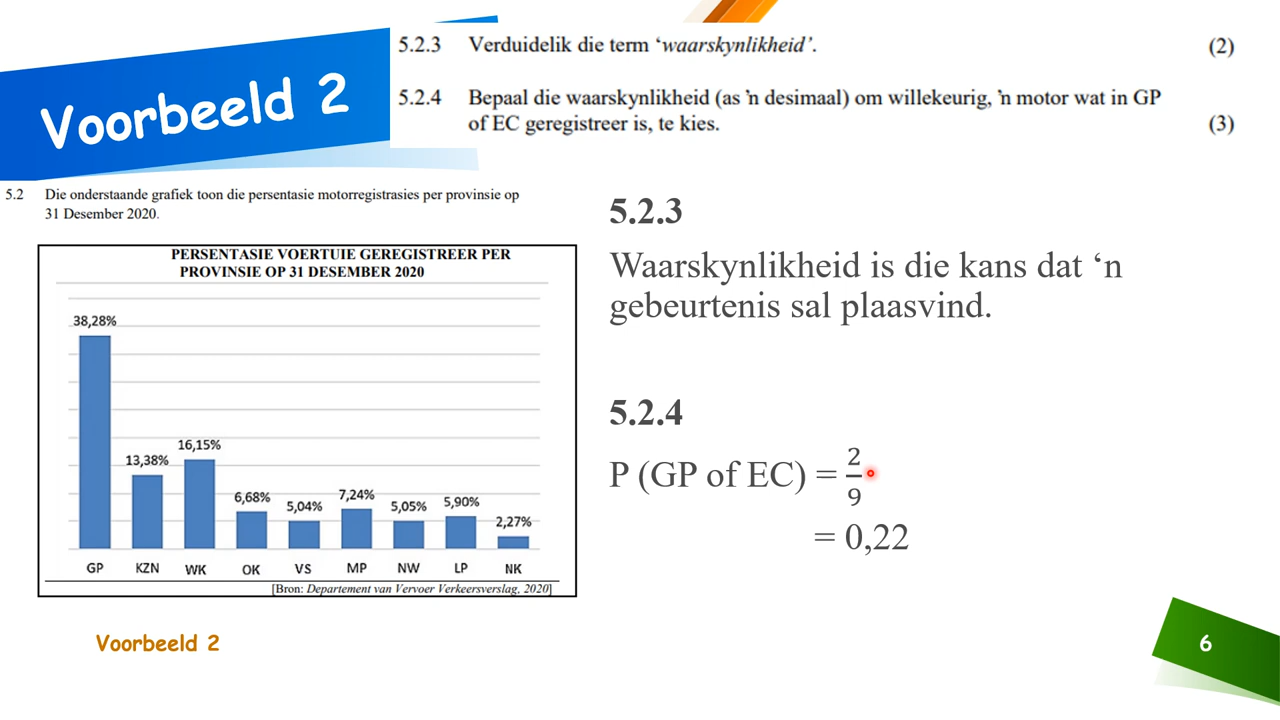 Voorbeeld 2
5.2.3 Verduidelik die term ‘waarskynlikheid’. (2)
5.2.4 Bepaal die waarskynlikheid (as ’n desimaal) om willekeurig, ’n motor wat in GP
of EC geregistreer is, te kies. (3)
5.2 Die onderstaande grafiek toon die persentasie motorregistrasies per provinsie op
31 Desember 2020.
PERSENTASIE VOERTUIE GEREGISTREER PER
PROVINSIE OP 31 DESEMBER 2020
38,28%
13,38%
16,15%
6,68%
5,04%
7,24%
5,05%
5,90%
2,27%
GP KZN WK OK VS MP NW LP NK
[Bron: Departement van Vervoer Verkeersverslag, 2020]
5.2.3
Waarskynlikheid is die kans dat ‘n
gebeurtenis sal plaasvind.
5.2.4
P (GP of EC) = 2/9
= 0,22
Voorbeeld 2
6